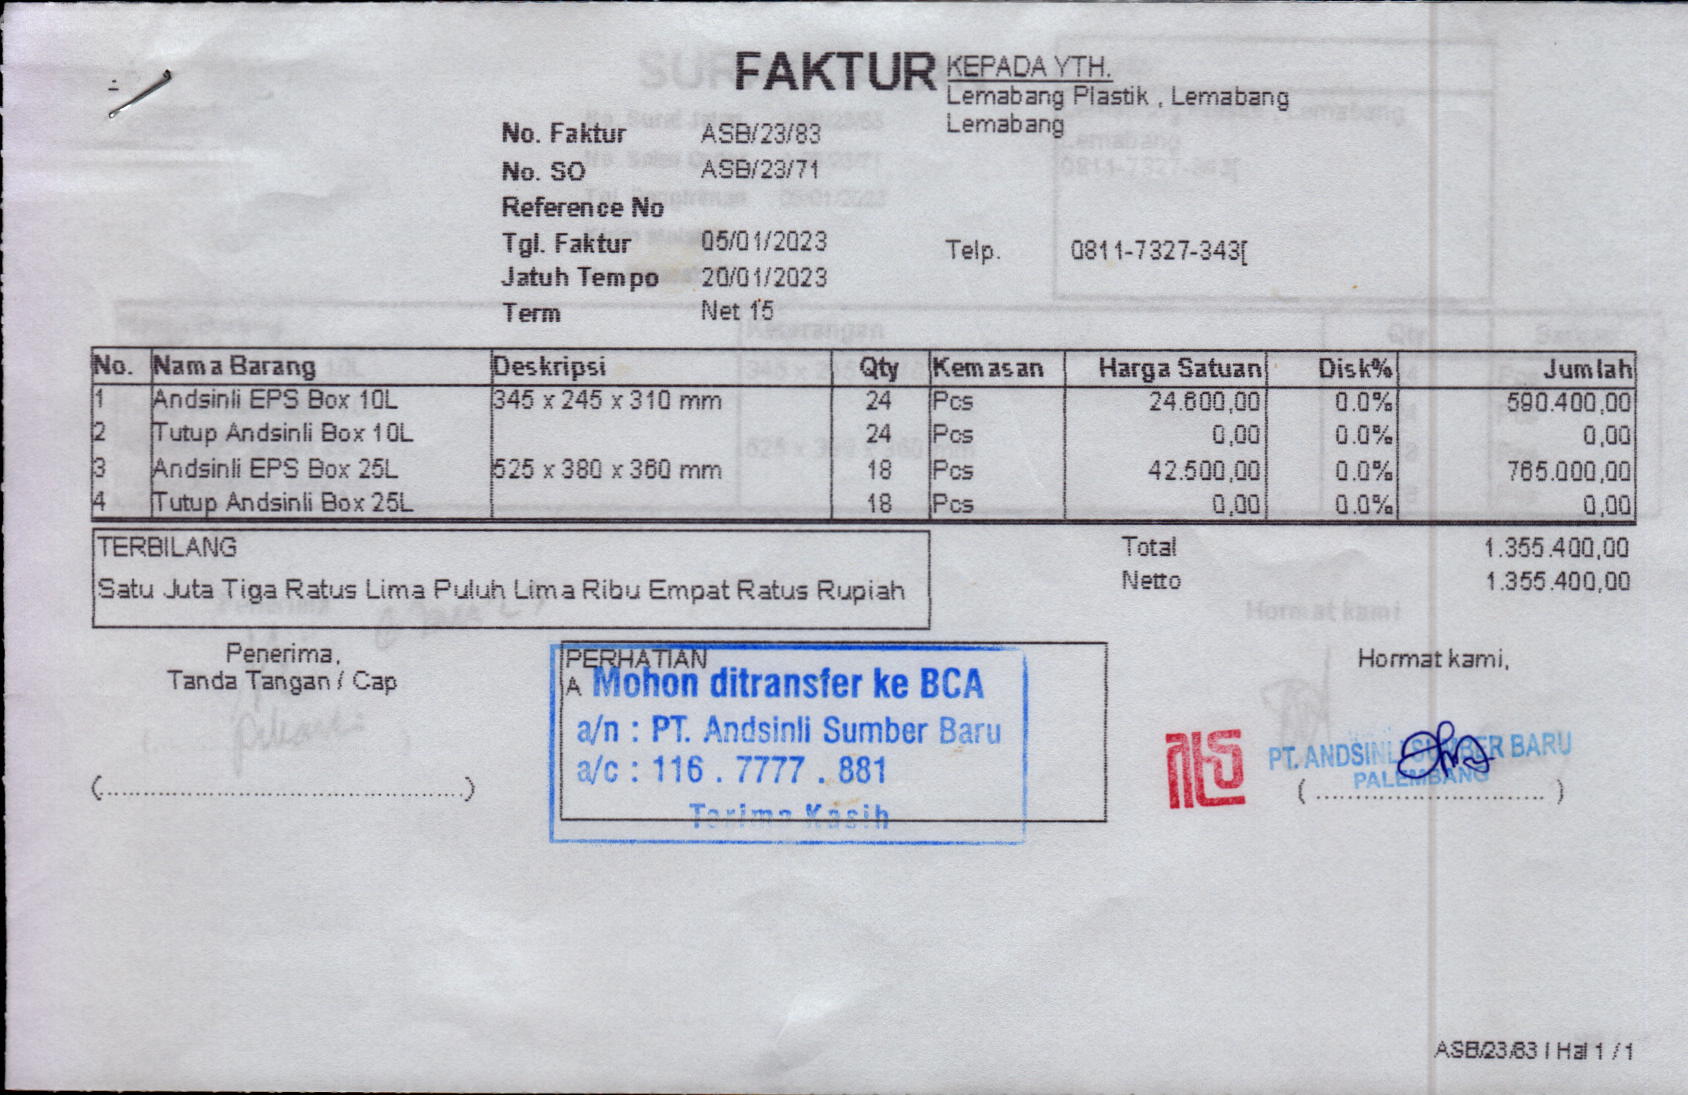 FAKTUR
KEPADA YTH.
Lemabang Plastik , Lemabang
Lemabang
No. Faktur ASB/23/83
No. SO ASB/23/71
Reference No
Tgl. Faktur 05/01/2023
Telp. 0811-7327-343[
Jatuh Tempo 20/01/2023
Term Net 15
No. Nama Barang Deskripsi Qty Kemasan Harga Satuan Disk% Jumlah
1 Andsinli EPS Box 10L 345 x 245 x 310 mm 24 Pcs 24.600,00 0.0% 590.400,00
2 Tutup Andsinli Box 10L 24 Pcs 0,00 0.0% 0,00
3 Andsinli EPS Box 25L 525 x 380 x 360 mm 18 Pcs 42.500,00 0.0% 765.000,00
4 Tutup Andsinli Box 25L 18 Pcs 0,00 0.0% 0,00
TERBILANG
Satu Juta Tiga Ratus Lima Puluh Lima Ribu Empat Ratus Rupiah
Total 1.355.400,00
Netto 1.355.400,00
Penerima,
Tanda Tangan / Cap
(................................................)
PERHATIAN
A
Mohon ditransfer ke BCA
a/n : PT. Andsinli Sumber Baru
a/c : 116 . 7777 . 881
Terima Kasih
Hormat kami,
PT. ANDSINLI SUMBER BARU
PALEMBANG
( ............................... )
ASB/23/83 | Hal 1 / 1